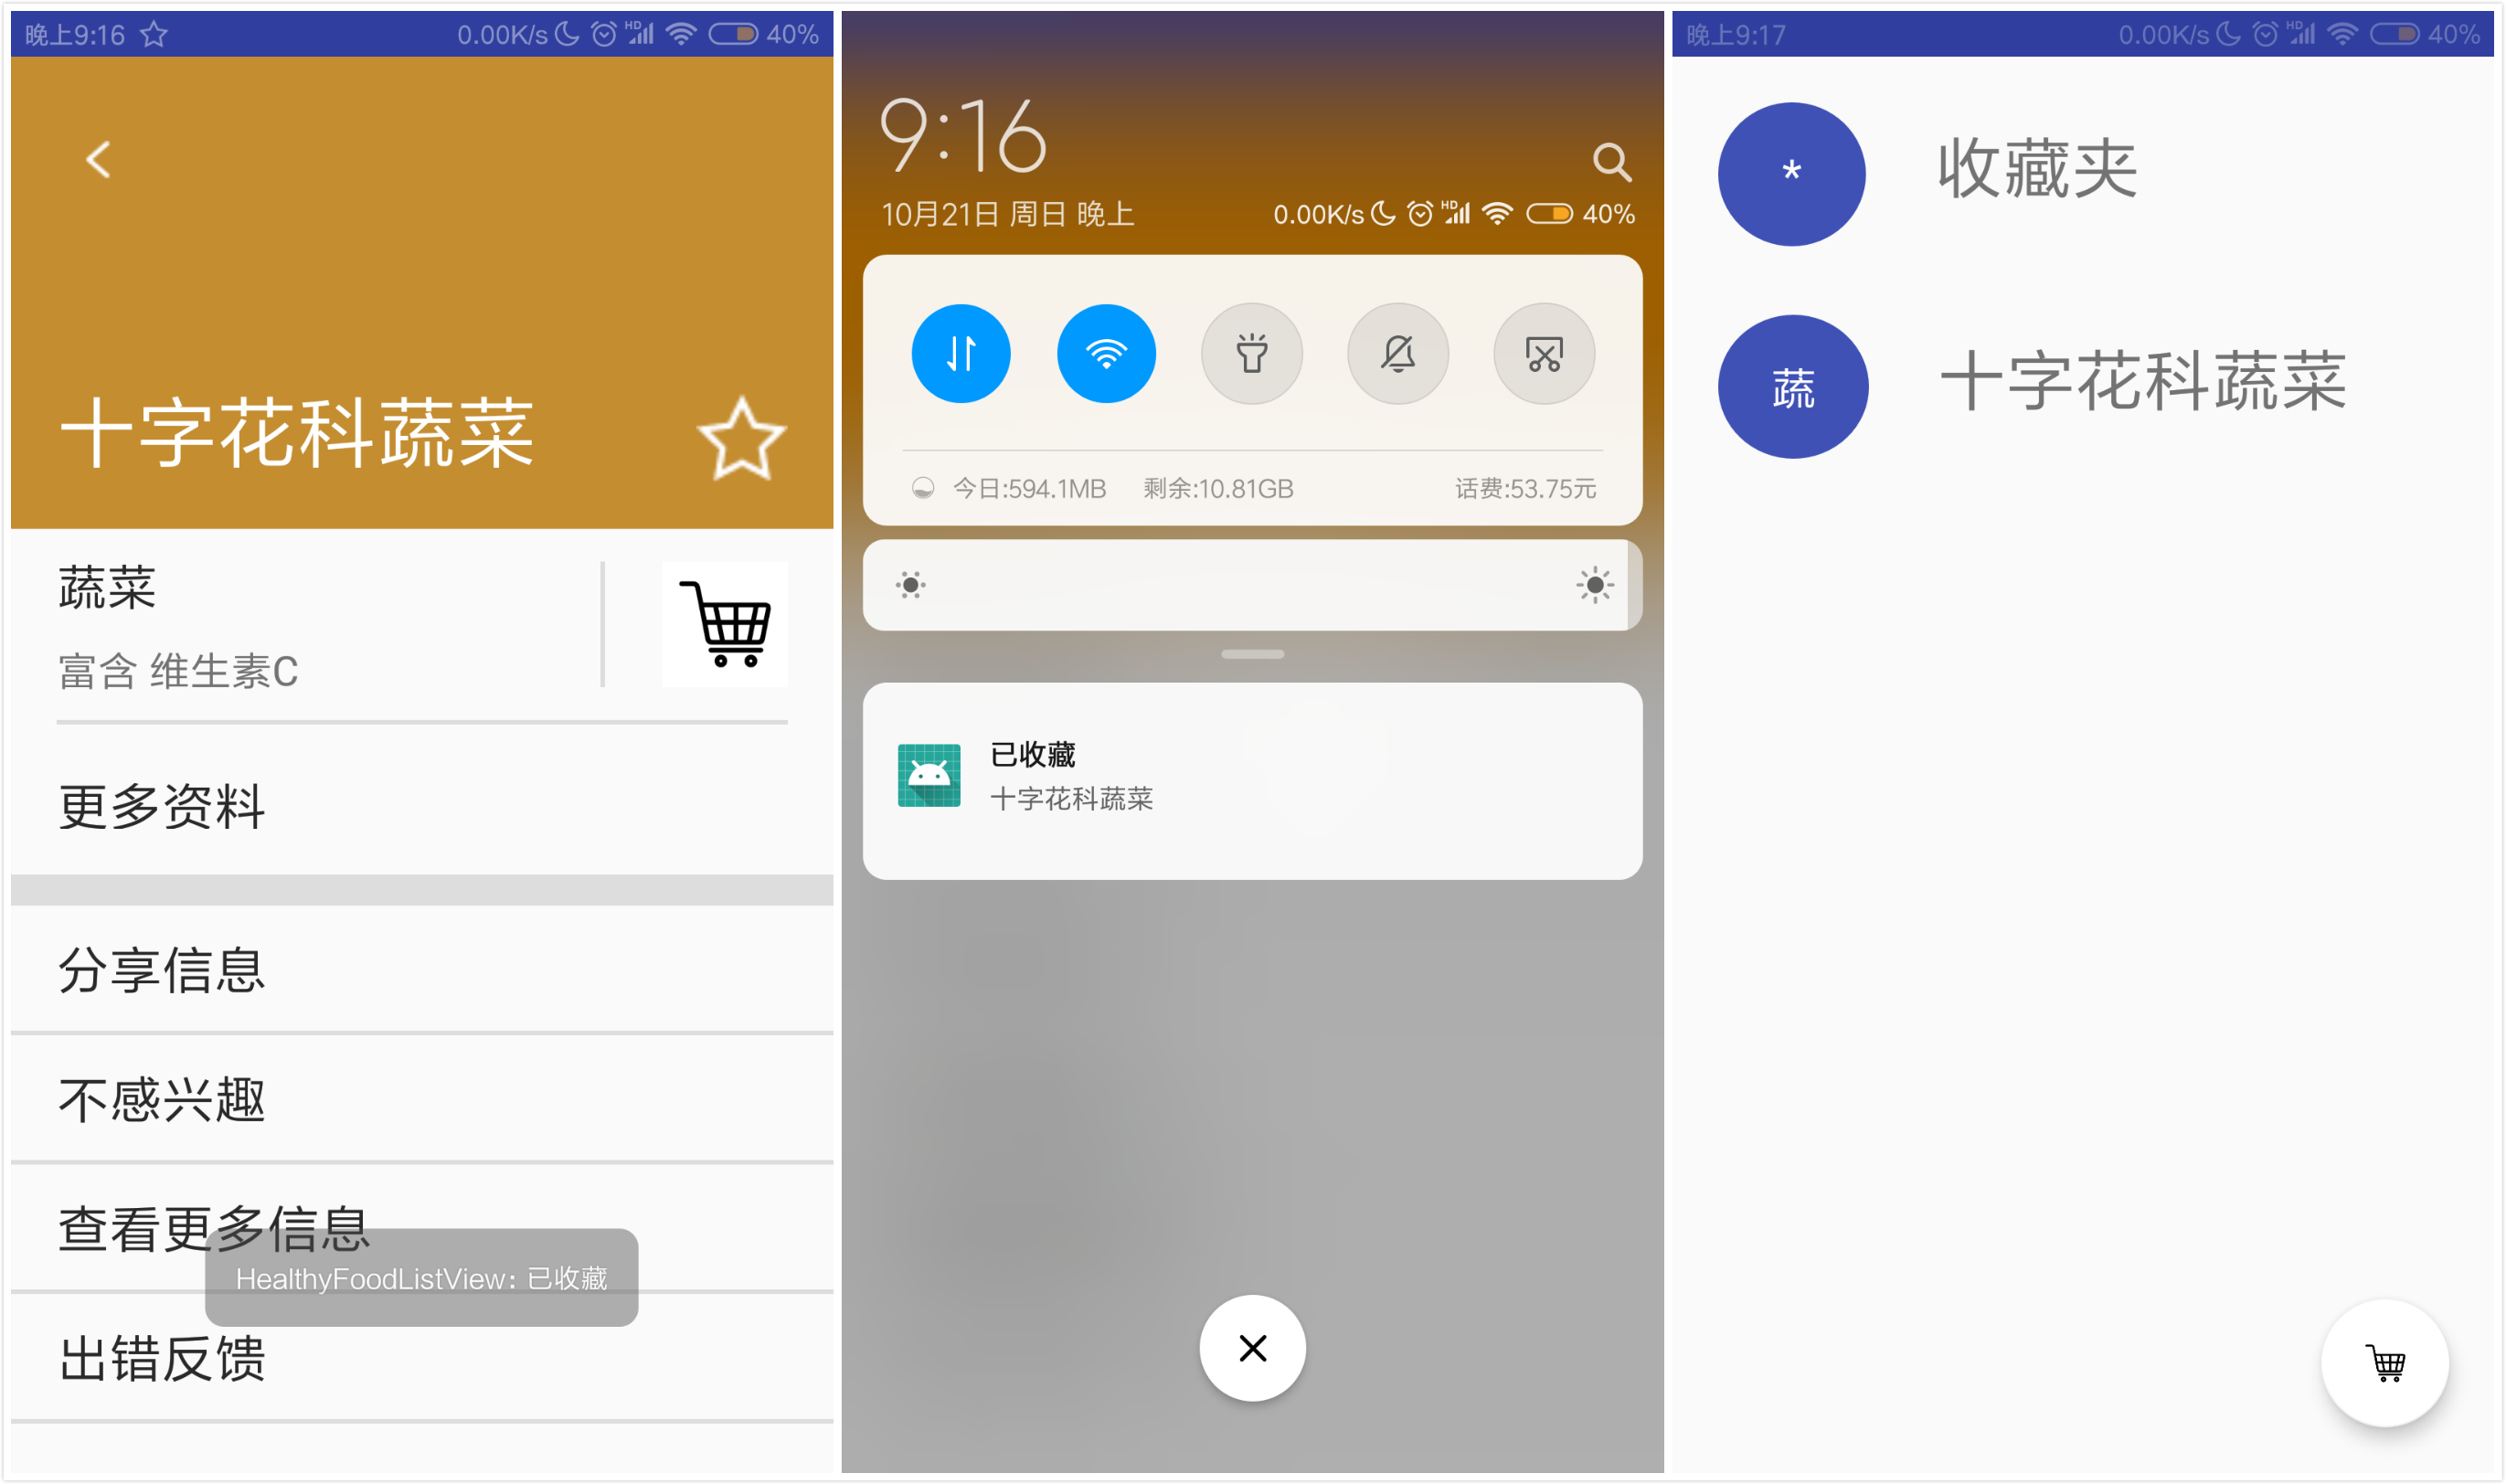 晚上9:16 0.00K/s HD 40%
十字花科蔬菜
蔬菜
富含 维生素C
更多资料
分享信息
不感兴趣
查看更多信息
HealthyFoodListView: 已收藏
出错反馈
9:16
10月21日 周日 晚上 0.00K/s HD 40%
今日:594.1MB 剩余:10.81GB 话费:53.75元
已收藏
十字花科蔬菜
晚上9:17 0.00K/s HD 40%
* 收藏夹
蔬 十字花科蔬菜